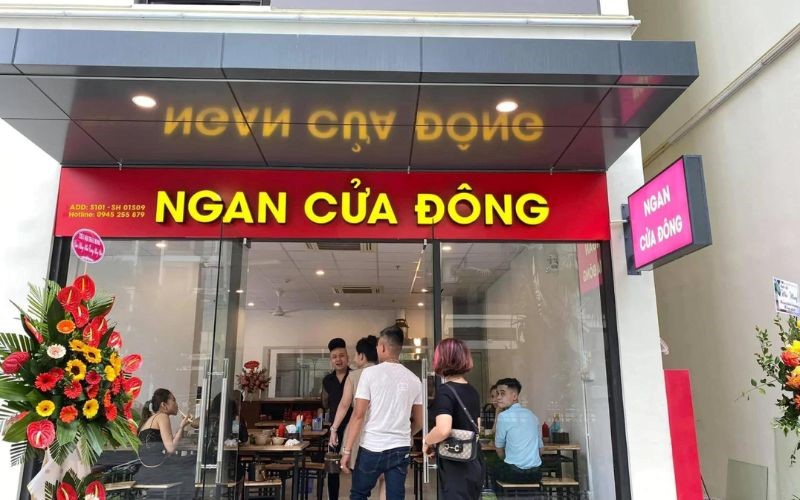 NGAN CỬA ĐÔNG
ADD: S101 - SH 01S09
Hotline: 0945 255 879
NGAN
CỬA ĐÔNG